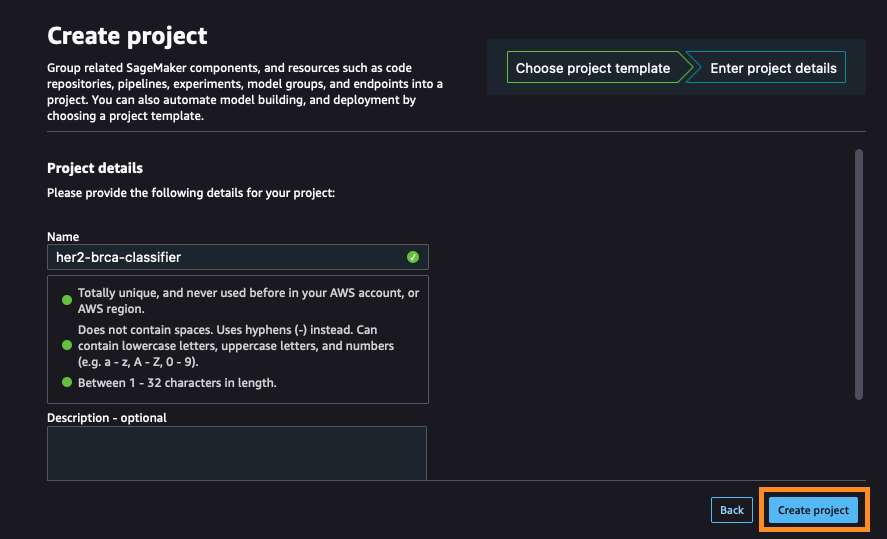 Create project
Group related SageMaker components, and resources such as code
repositories, pipelines, experiments, model groups, and endpoints into a
project. You can also automate model building, and deployment by
choosing a project template.
Choose project template
Enter project details
Project details
Please provide the following details for your project:
Name
her2-brca-classifier
Totally unique, and never used before in your AWS account, or
AWS region.
Does not contain spaces. Uses hyphens (-) instead. Can
contain lowercase letters, uppercase letters, and numbers
(e.g. a - z, A - Z, 0 - 9).
Between 1 - 32 characters in length.
Description - optional
Back
Create project